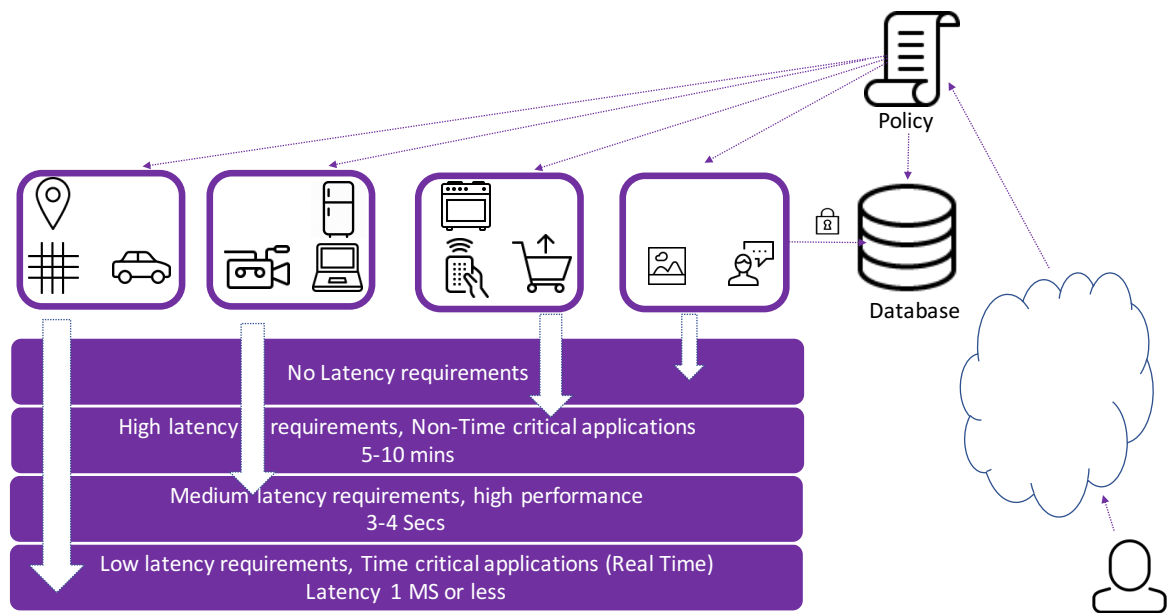 Policy
Database
No Latency requirements
High latency requirements, Non-Time critical applications
5-10 mins
Medium latency requirements, high performance
3-4 Secs
Low latency requirements, Time critical applications (Real Time)
Latency 1 MS or less